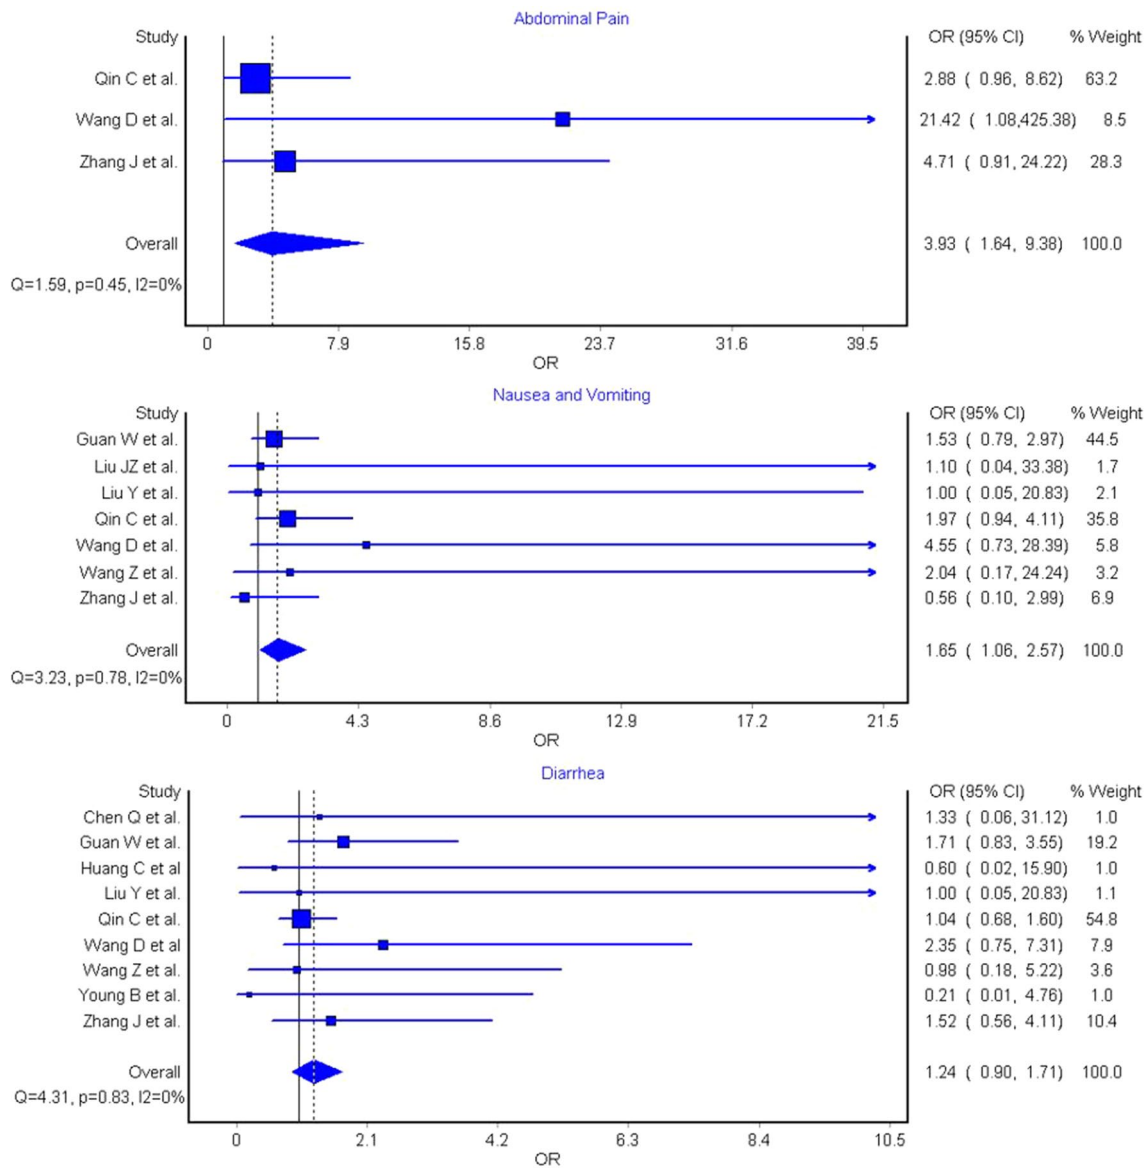 Abdominal Pain
Study OR (95% CI) % Weight
Qin C et al. 2.88 ( 0.96, 8.62) 63.2
Wang D et al. 21.42 ( 1.08,425.38) 8.5
Zhang J et al. 4.71 ( 0.91, 24.22) 28.3
Overall 3.93 ( 1.64, 9.38) 100.0
Q=1.59, p=0.45, I2=0%
0 7.9 15.8 23.7 31.6 39.5
OR
Nausea and Vomiting
Study OR (95% CI) % Weight
Guan W et al. 1.53 ( 0.79, 2.97) 44.5
Liu JZ et al. 1.10 ( 0.04, 33.38) 1.7
Liu Y et al. 1.00 ( 0.05, 20.83) 2.1
Qin C et al. 1.97 ( 0.94, 4.11) 35.8
Wang D et al. 4.55 ( 0.73, 28.39) 5.8
Wang Z et al. 2.04 ( 0.17, 24.24) 3.2
Zhang J et al. 0.56 ( 0.10, 2.99) 6.9
Overall 1.65 ( 1.06, 2.57) 100.0
Q=3.23, p=0.78, I2=0%
0 4.3 8.6 12.9 17.2 21.5
OR
Diarrhea
Study OR (95% CI) % Weight
Chen Q et al. 1.33 ( 0.06, 31.12) 1.0
Guan W et al. 1.71 ( 0.83, 3.55) 19.2
Huang C et al 0.60 ( 0.02, 15.90) 1.0
Liu Y et al. 1.00 ( 0.05, 20.83) 1.1
Qin C et al. 1.04 ( 0.68, 1.60) 54.8
Wang D et al 2.35 ( 0.75, 7.31) 7.9
Wang Z et al. 0.98 ( 0.18, 5.22) 3.6
Young B et al. 0.21 ( 0.01, 4.76) 1.0
Zhang J et al. 1.52 ( 0.56, 4.11) 10.4
Overall 1.24 ( 0.90, 1.71) 100.0
Q=4.31, p=0.83, I2=0%
0 2.1 4.2 6.3 8.4 10.5
OR